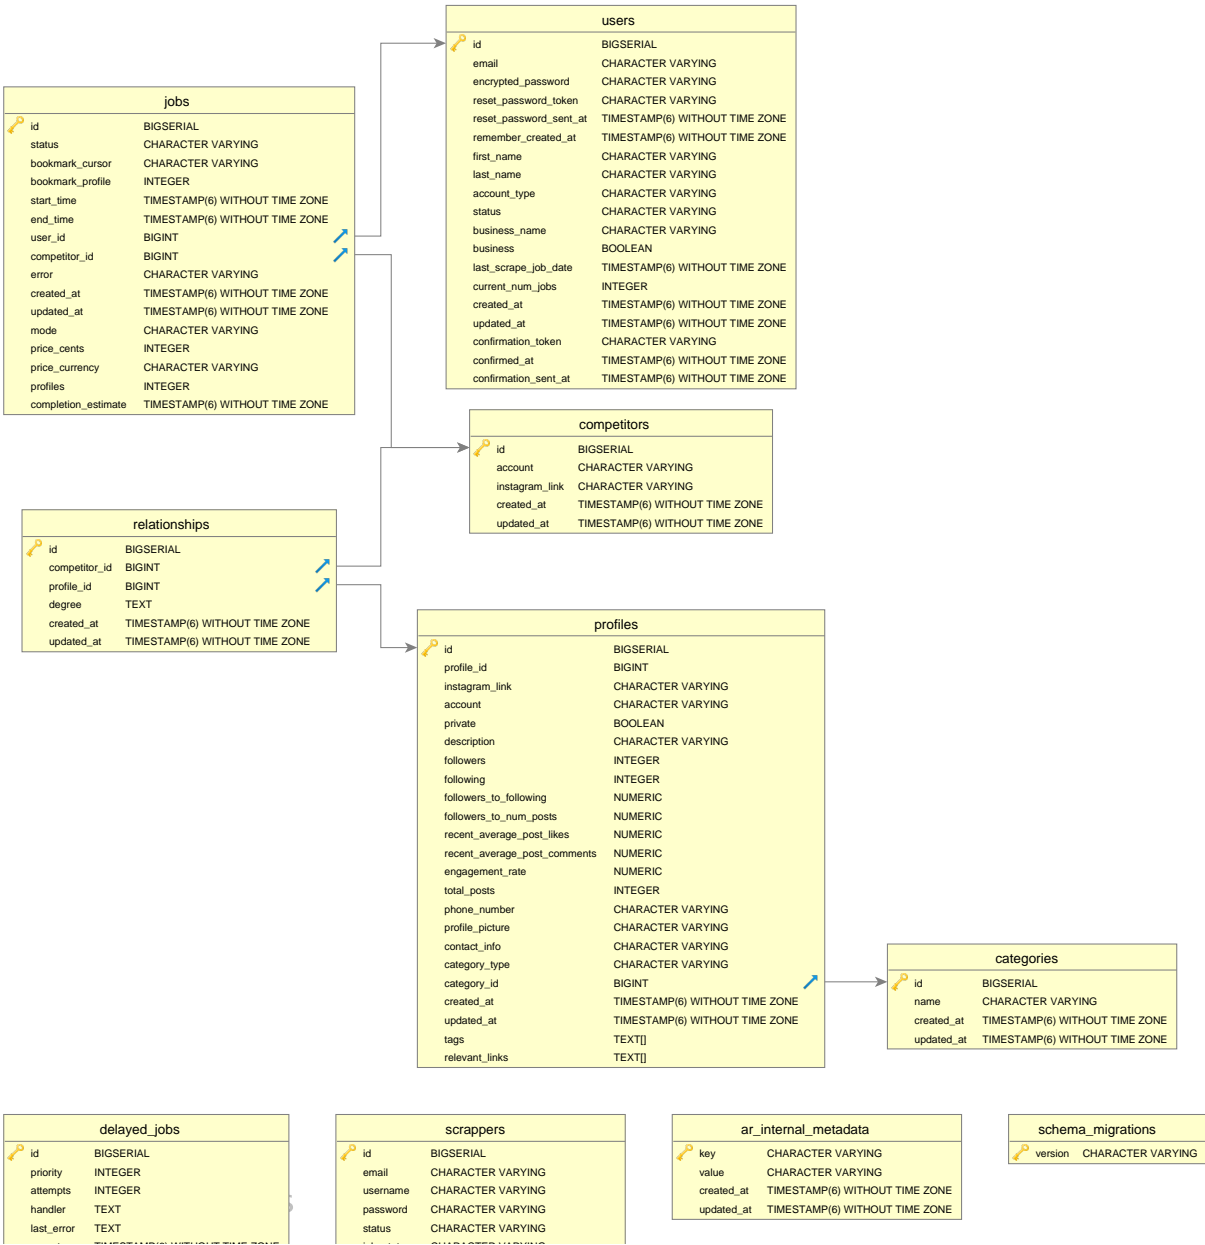 users
id BIGSERIAL
email CHARACTER VARYING
encrypted_password CHARACTER VARYING
reset_password_token CHARACTER VARYING
reset_password_sent_at TIMESTAMP(6) WITHOUT TIME ZONE
remember_created_at TIMESTAMP(6) WITHOUT TIME ZONE
first_name CHARACTER VARYING
last_name CHARACTER VARYING
account_type CHARACTER VARYING
status CHARACTER VARYING
business_name CHARACTER VARYING
business BOOLEAN
last_scrape_job_date TIMESTAMP(6) WITHOUT TIME ZONE
current_num_jobs INTEGER
created_at TIMESTAMP(6) WITHOUT TIME ZONE
updated_at TIMESTAMP(6) WITHOUT TIME ZONE
confirmation_token CHARACTER VARYING
confirmed_at TIMESTAMP(6) WITHOUT TIME ZONE
confirmation_sent_at TIMESTAMP(6) WITHOUT TIME ZONE
jobs
id BIGSERIAL
status CHARACTER VARYING
bookmark_cursor CHARACTER VARYING
bookmark_profile INTEGER
start_time TIMESTAMP(6) WITHOUT TIME ZONE
end_time TIMESTAMP(6) WITHOUT TIME ZONE
user_id BIGINT
competitor_id BIGINT
error CHARACTER VARYING
created_at TIMESTAMP(6) WITHOUT TIME ZONE
updated_at TIMESTAMP(6) WITHOUT TIME ZONE
mode CHARACTER VARYING
price_cents INTEGER
price_currency CHARACTER VARYING
profiles INTEGER
completion_estimate TIMESTAMP(6) WITHOUT TIME ZONE
competitors
id BIGSERIAL
account CHARACTER VARYING
instagram_link CHARACTER VARYING
created_at TIMESTAMP(6) WITHOUT TIME ZONE
updated_at TIMESTAMP(6) WITHOUT TIME ZONE
relationships
id BIGSERIAL
competitor_id BIGINT
profile_id BIGINT
degree TEXT
created_at TIMESTAMP(6) WITHOUT TIME ZONE
updated_at TIMESTAMP(6) WITHOUT TIME ZONE
profiles
id BIGSERIAL
profile_id BIGINT
instagram_link CHARACTER VARYING
account CHARACTER VARYING
private BOOLEAN
description CHARACTER VARYING
followers INTEGER
following INTEGER
followers_to_following NUMERIC
followers_to_num_posts NUMERIC
recent_average_post_likes NUMERIC
recent_average_post_comments NUMERIC
engagement_rate NUMERIC
total_posts INTEGER
phone_number CHARACTER VARYING
profile_picture CHARACTER VARYING
contact_info CHARACTER VARYING
category_type CHARACTER VARYING
category_id BIGINT
created_at TIMESTAMP(6) WITHOUT TIME ZONE
updated_at TIMESTAMP(6) WITHOUT TIME ZONE
tags TEXT[]
relevant_links TEXT[]
categories
id BIGSERIAL
name CHARACTER VARYING
created_at TIMESTAMP(6) WITHOUT TIME ZONE
updated_at TIMESTAMP(6) WITHOUT TIME ZONE
delayed_jobs
id BIGSERIAL
priority INTEGER
attempts INTEGER
handler TEXT
last_error TEXT
TIMESTAMP(6) WITHOUT TIME ZONE
scrappers
id BIGSERIAL
email CHARACTER VARYING
username CHARACTER VARYING
password CHARACTER VARYING
status CHARACTER VARYING
CHARACTER VARYING
ar_internal_metadata
key CHARACTER VARYING
value CHARACTER VARYING
created_at TIMESTAMP(6) WITHOUT TIME ZONE
updated_at TIMESTAMP(6) WITHOUT TIME ZONE
schema_migrations
version CHARACTER VARYING